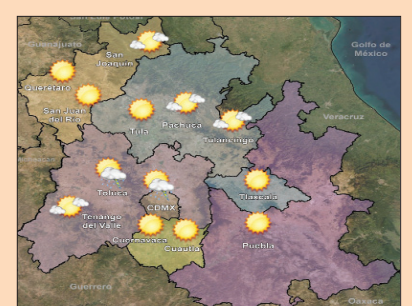 Guanajuato
San
Joaquín
Golfo de
México
Querétaro
San Juan
del Río
Tula
Pachuca
Tulancingo
Veracruz
Toluca
CDMX
Tlaxcala
Tenango
del Valle
Cuernavaca
Cuautla
Puebla
Guerrero
Oaxaca